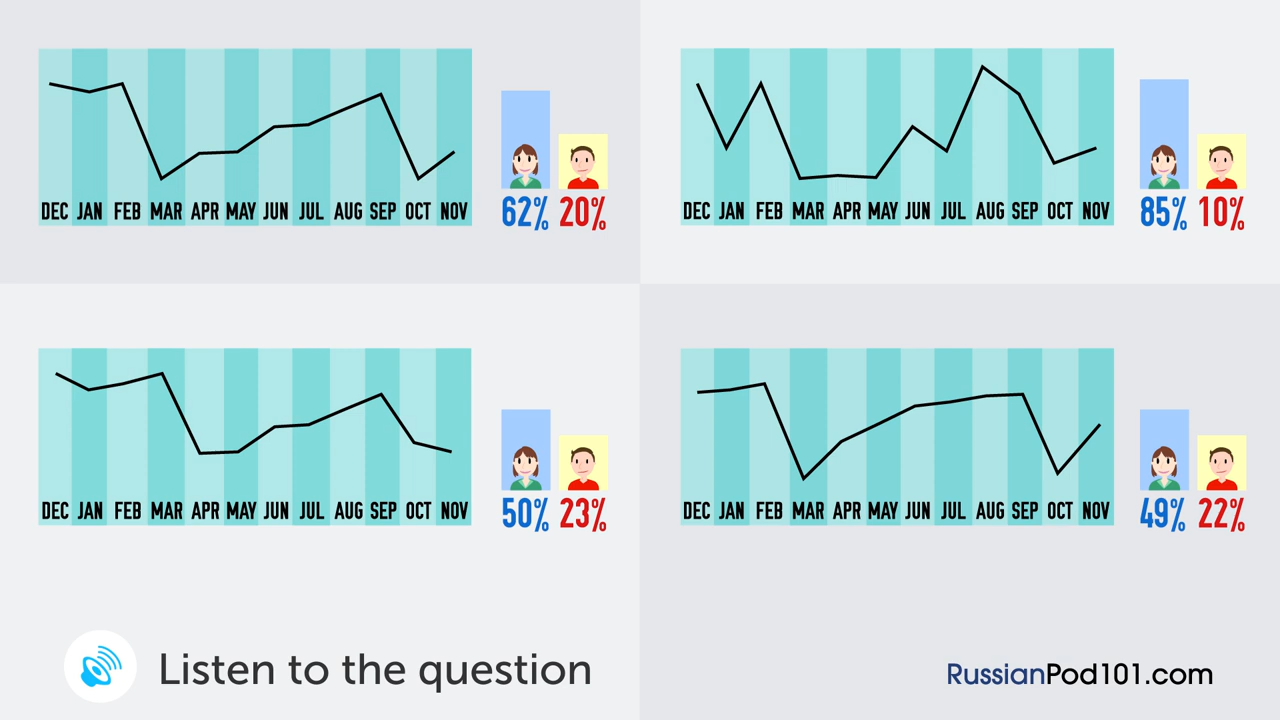 DEC JAN FEB MAR APR MAY JUN JUL AUG SEP OCT NOV
62% 20%
DEC JAN FEB MAR APR MAY JUN JUL AUG SEP OCT NOV
85% 10%
DEC JAN FEB MAR APR MAY JUN JUL AUG SEP OCT NOV
50% 23%
DEC JAN FEB MAR APR MAY JUN JUL AUG SEP OCT NOV
49% 22%
Listen to the question
RussianPod101.com